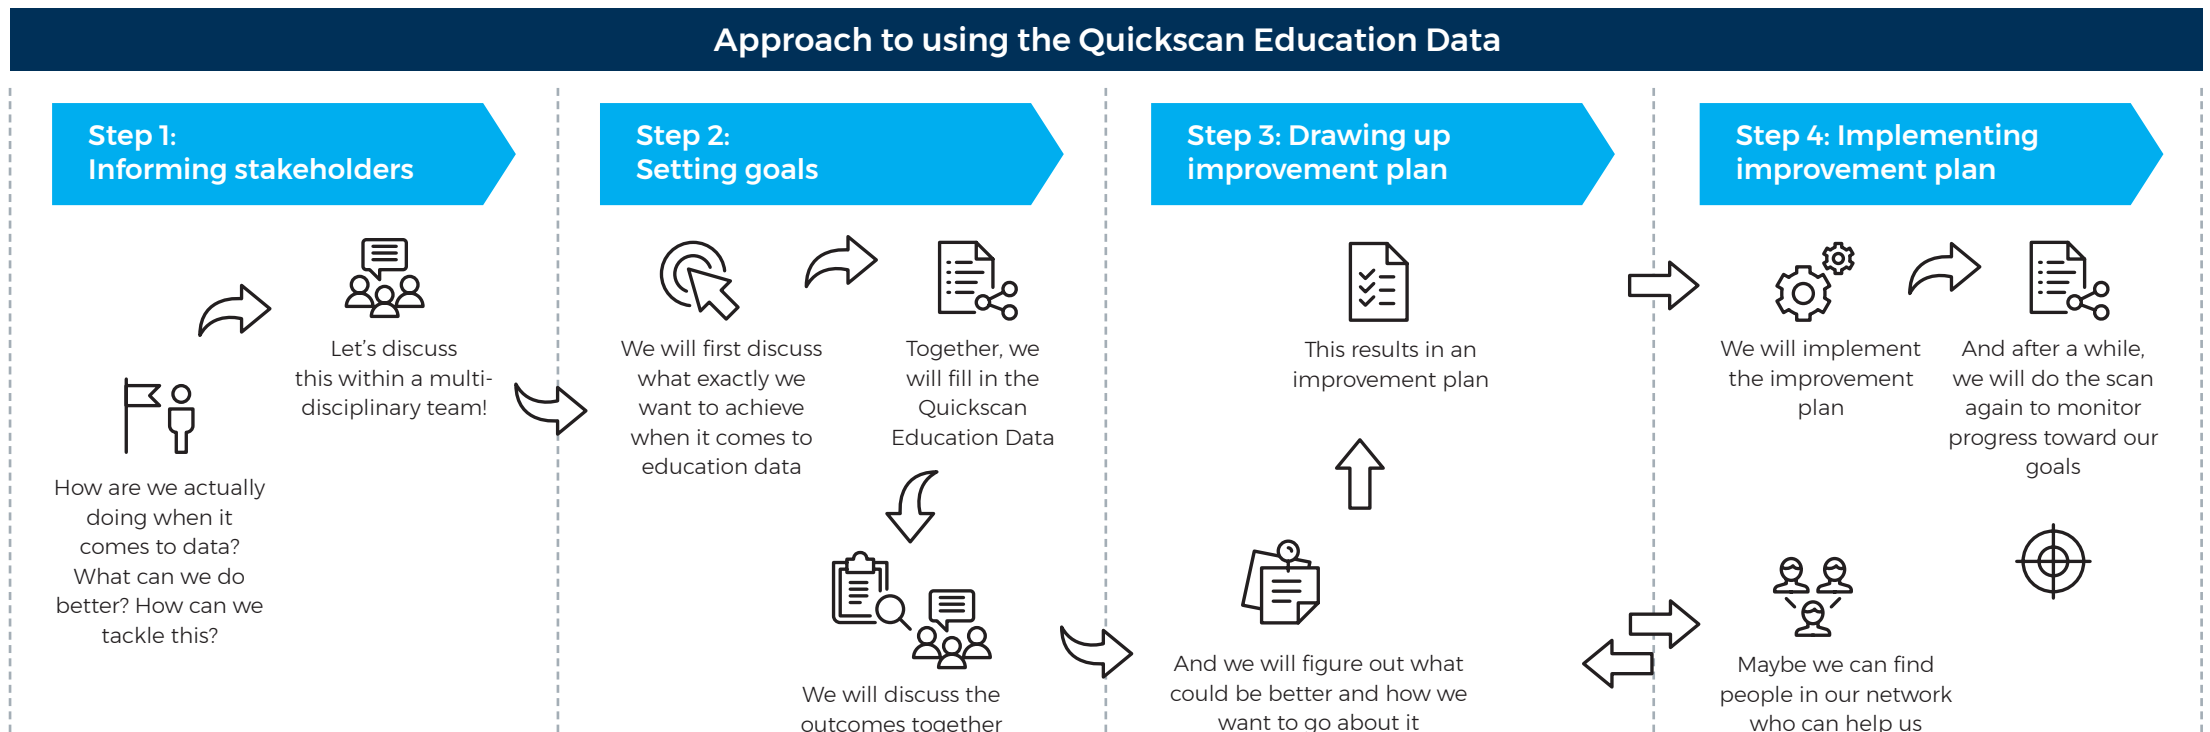 Approach to using the Quickscan Education Data
Step 1:
Informing stakeholders
Let’s discuss
this within a multi-
disciplinary team!
How are we actually
doing when it
comes to data?
What can we do
better? How can we
tackle this?
Step 2:
Setting goals
We will first discuss
what exactly we
want to achieve
when it comes to
education data
Together, we
will fill in the
Quickscan
Education Data
We will discuss the
outcomes together
Step 3: Drawing up
improvement plan
This results in an
improvement plan
And we will figure out what
could be better and how we
want to go about it
Step 4: Implementing
improvement plan
We will implement
the improvement
plan
And after a while,
we will do the scan
again to monitor
progress toward our
goals
Maybe we can find
people in our network
who can help us